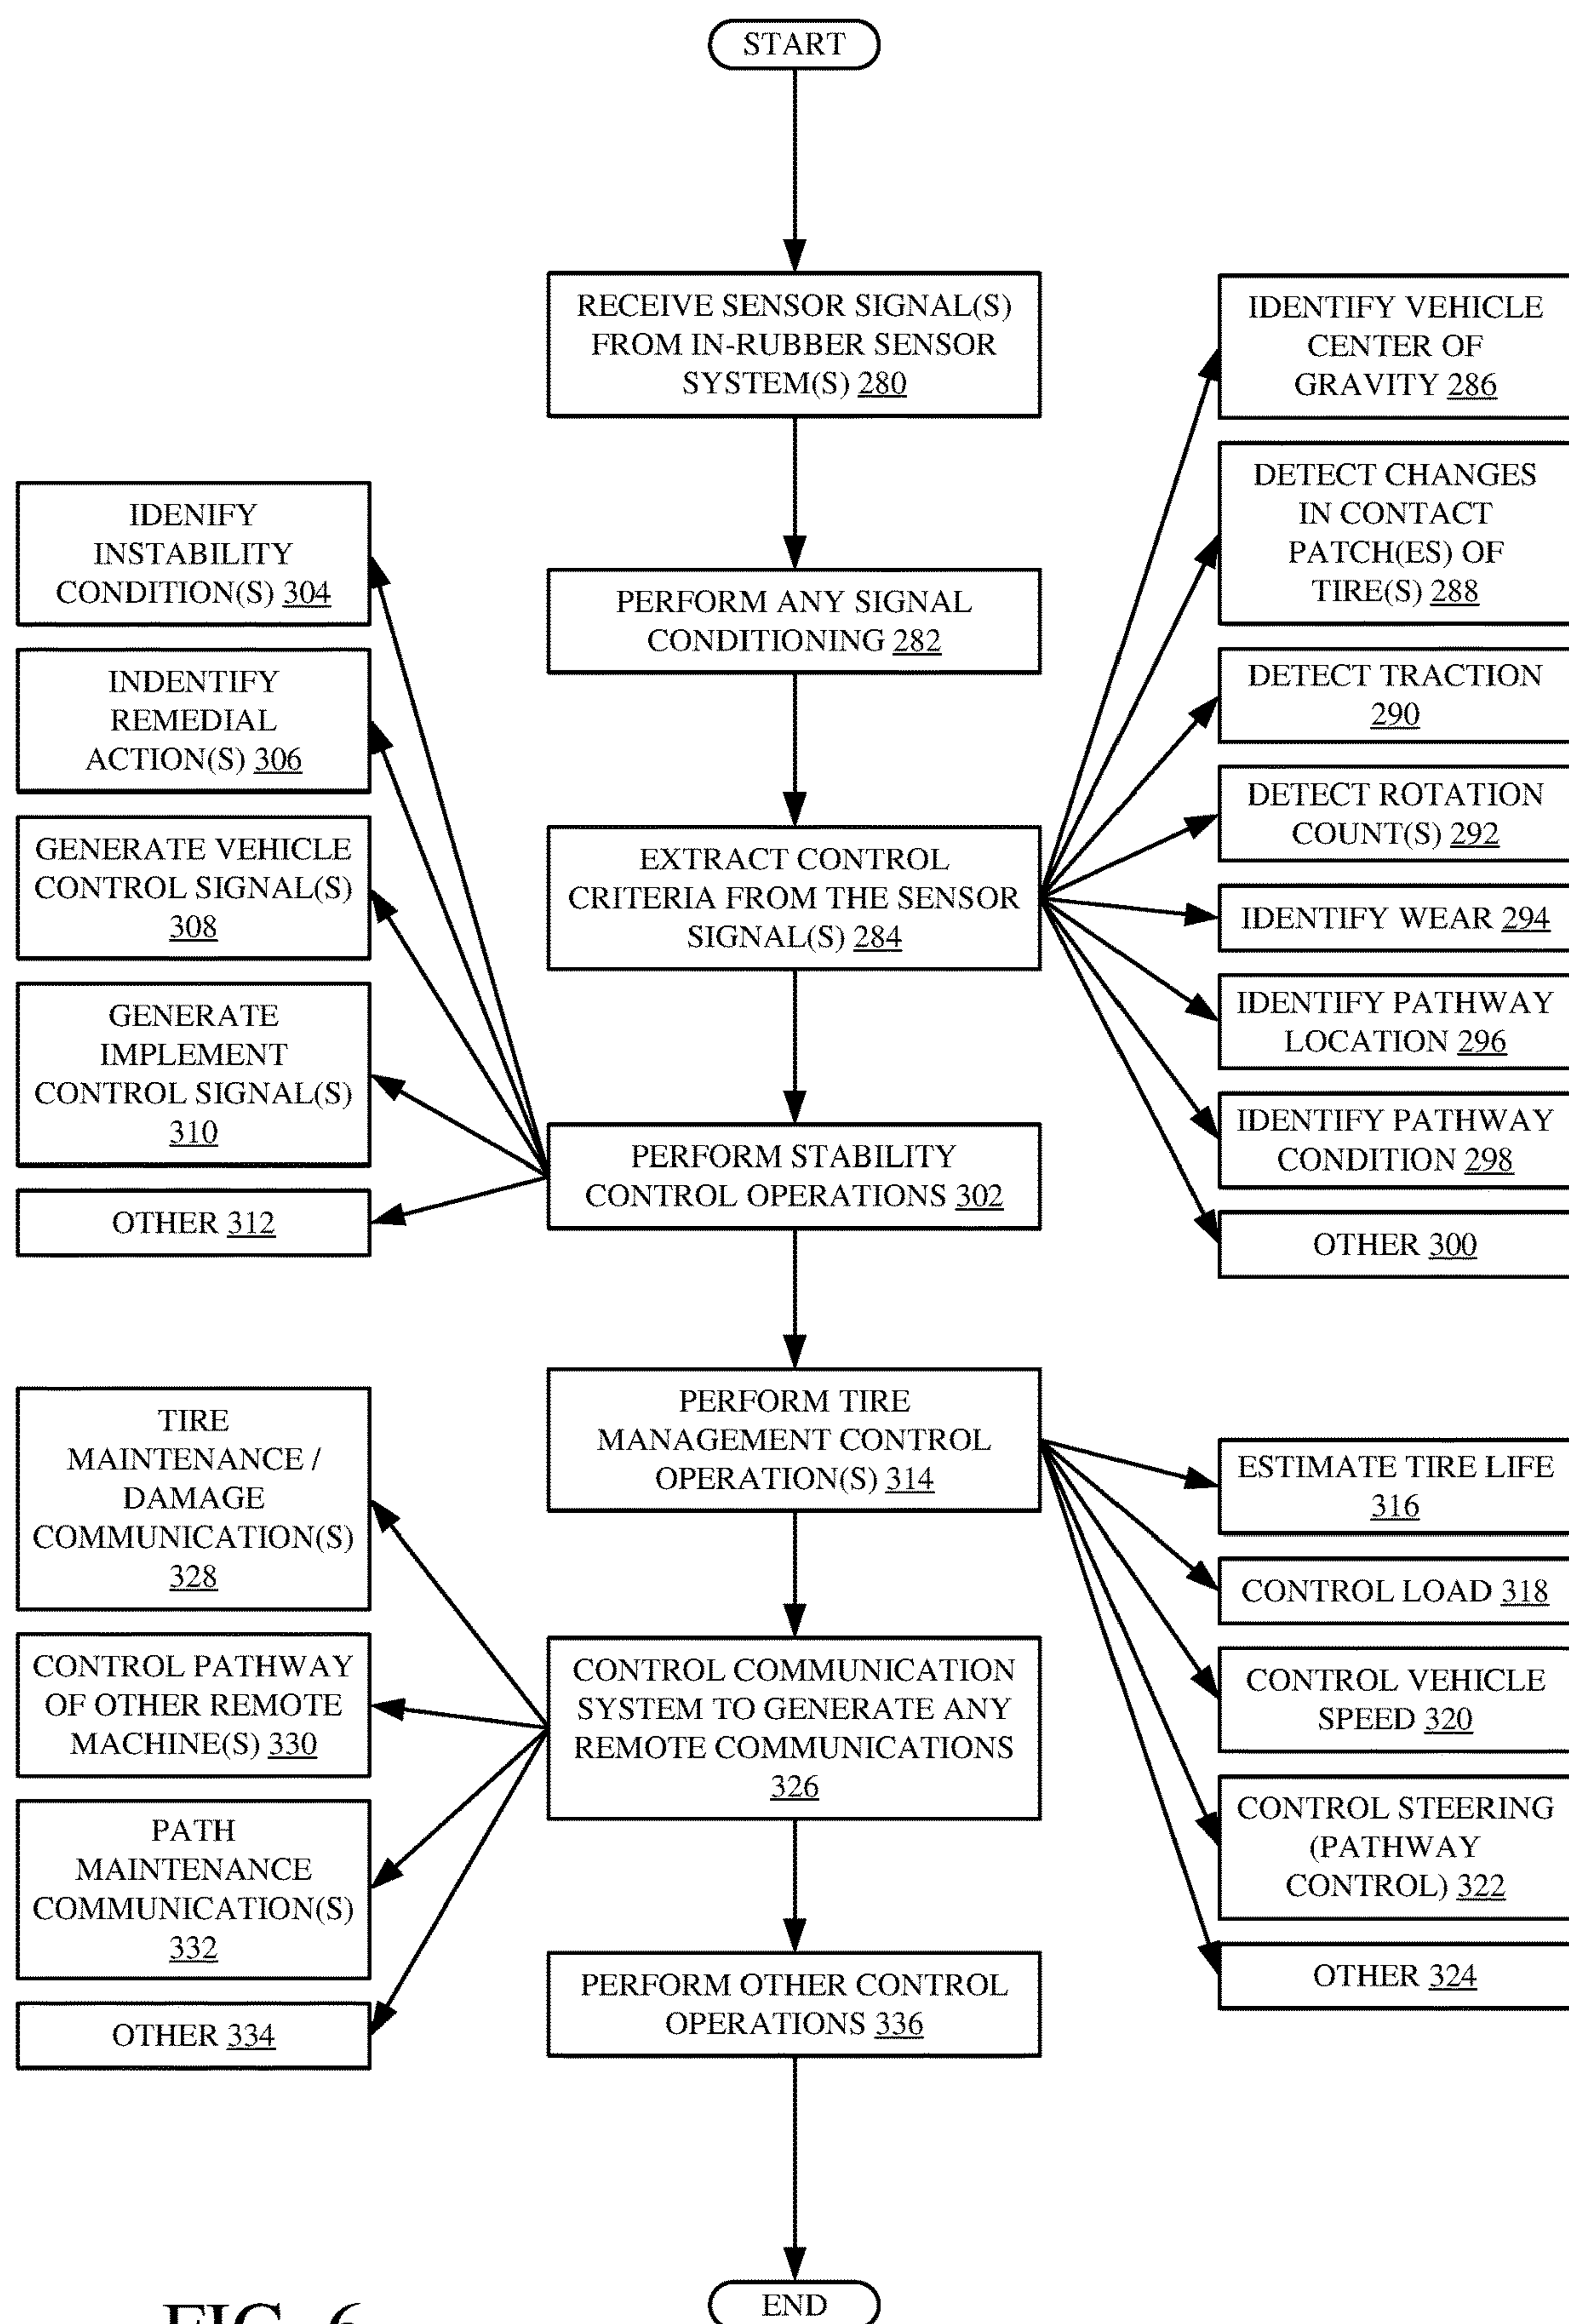 START
RECEIVE SENSOR SIGNAL(S)
FROM IN-RUBBER SENSOR
SYSTEM(S) 280
PERFORM ANY SIGNAL
CONDITIONING 282
EXTRACT CONTROL
CRITERIA FROM THE SENSOR
SIGNAL(S) 284
IDENTIFY VEHICLE
CENTER OF
GRAVITY 286
DETECT CHANGES
IN CONTACT
PATCH(ES) OF
TIRE(S) 288
DETECT TRACTION
290
DETECT ROTATION
COUNT(S) 292
IDENTIFY WEAR 294
IDENTIFY PATHWAY
LOCATION 296
IDENTIFY PATHWAY
CONDITION 298
OTHER 300
PERFORM STABILITY
CONTROL OPERATIONS 302
IDENIFY
INSTABILITY
CONDITION(S) 304
INDENTIFY
REMEDIAL
ACTION(S) 306
GENERATE VEHICLE
CONTROL SIGNAL(S)
308
GENERATE
IMPLEMENT
CONTROL SIGNAL(S)
310
OTHER 312
PERFORM TIRE
MANAGEMENT CONTROL
OPERATION(S) 314
ESTIMATE TIRE LIFE
316
CONTROL LOAD 318
CONTROL VEHICLE
SPEED 320
CONTROL STEERING
(PATHWAY
CONTROL) 322
OTHER 324
CONTROL COMMUNICATION
SYSTEM TO GENERATE ANY
REMOTE COMMUNICATIONS
326
TIRE
MAINTENANCE /
DAMAGE
COMMUNICATION(S)
328
CONTROL PATHWAY
OF OTHER REMOTE
MACHINE(S) 330
PATH
MAINTENANCE
COMMUNICATION(S)
332
OTHER 334
PERFORM OTHER CONTROL
OPERATIONS 336
END
FIG. 6